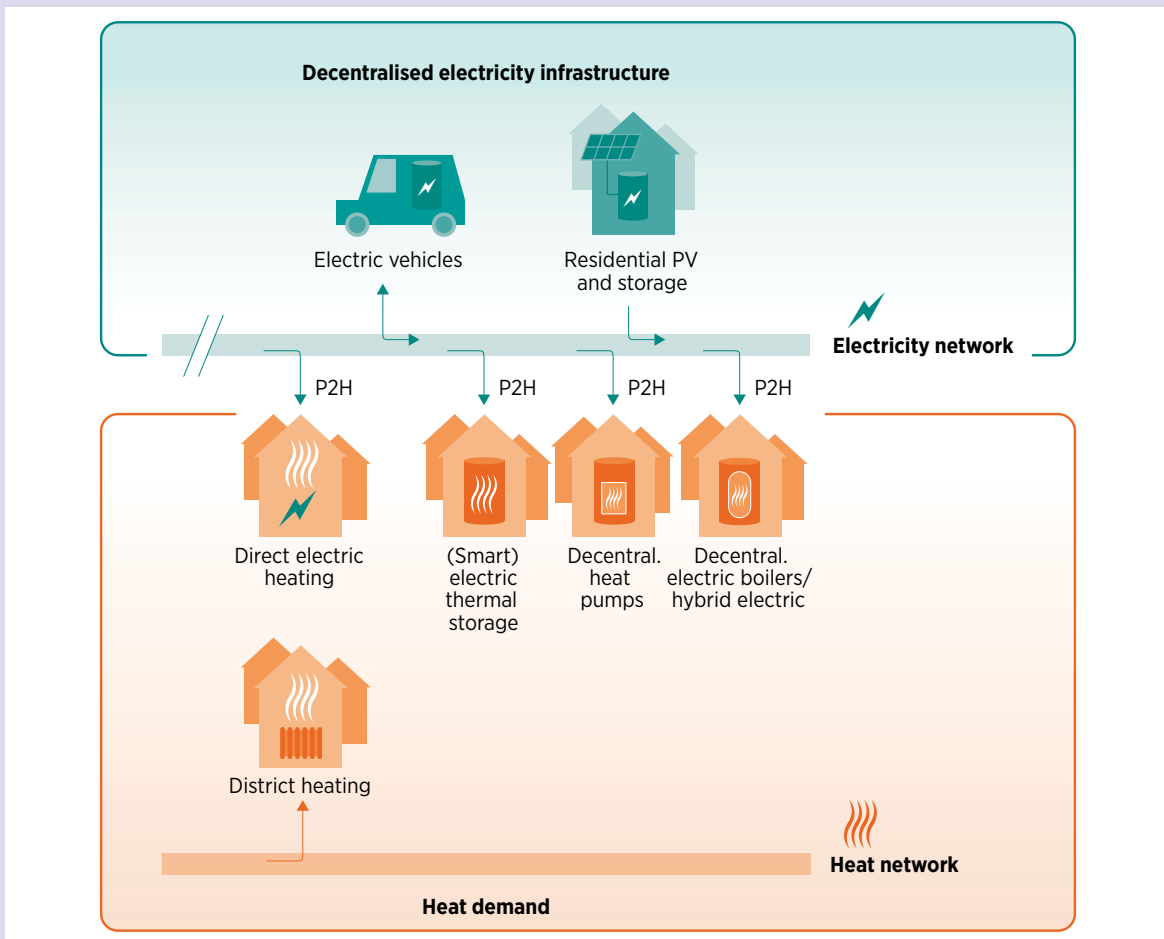 Decentralised electricity infrastructure
Electric vehicles
Residential PV
and storage
Electricity network
P2H
P2H
P2H
P2H
Direct electric
heating
(Smart)
electric
thermal
storage
Decentral.
heat
pumps
Decentral.
electric boilers/
hybrid electric
District heating
Heat network
Heat demand